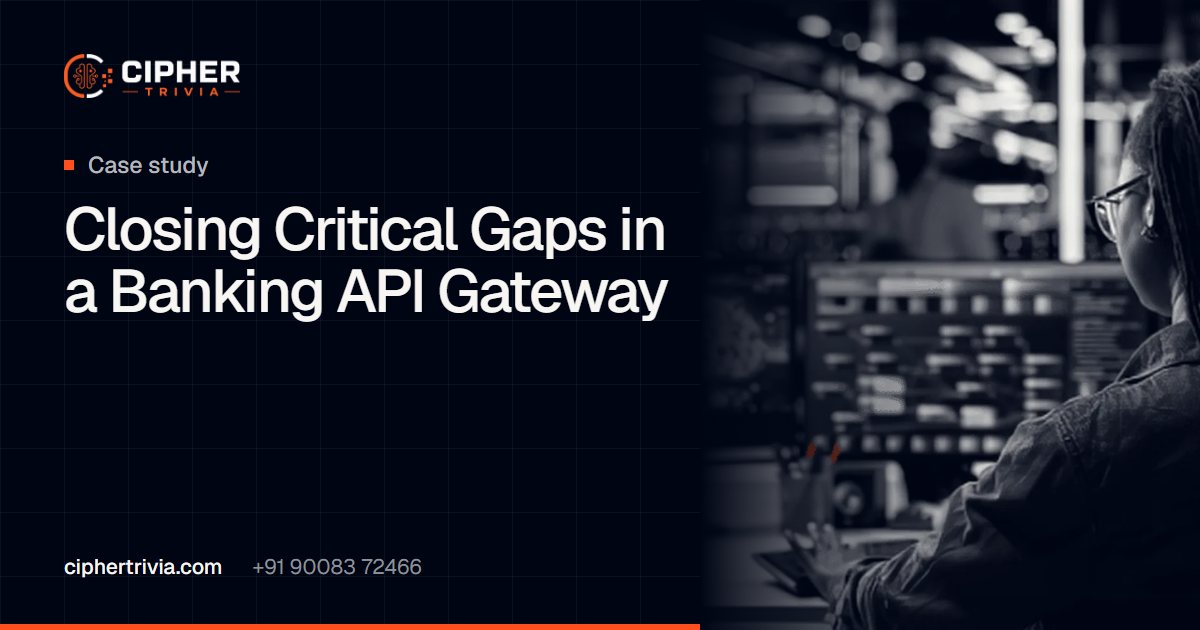 CIPHER
TRIVIA
Case study
Closing Critical Gaps in
a Banking API Gateway
ciphertrivia.com +91 90083 72466